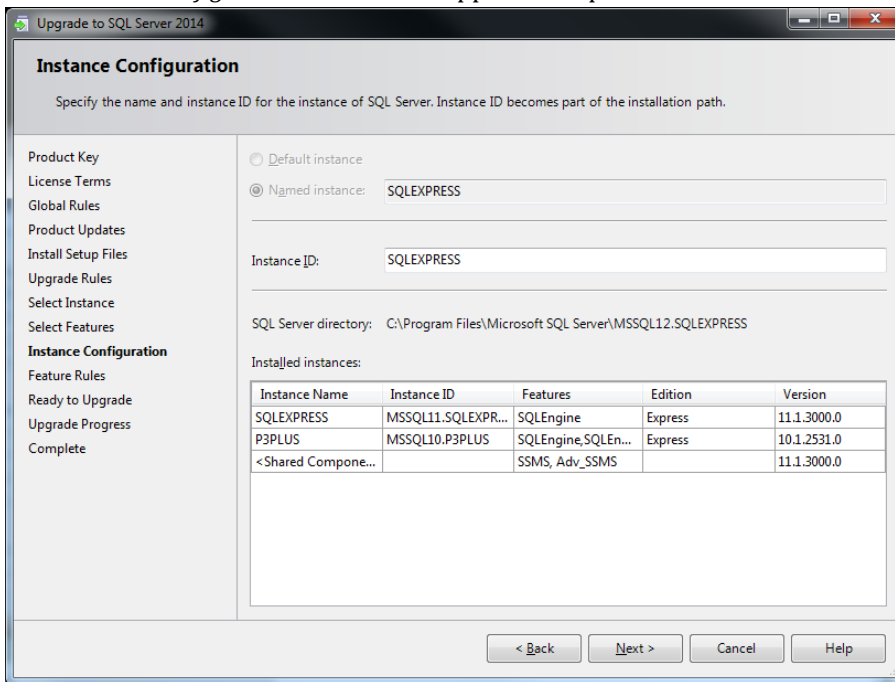 Upgrade to SQL Server 2014
Instance Configuration
Specify the name and instance ID for the instance of SQL Server. Instance ID becomes part of the installation path.
Product Key
License Terms
Global Rules
Product Updates
Install Setup Files
Upgrade Rules
Select Instance
Select Features
Instance Configuration
Feature Rules
Ready to Upgrade
Upgrade Progress
Complete
Default instance
Named instance: SQLEXPRESS
Instance ID: SQLEXPRESS
SQL Server directory: C:\Program Files\Microsoft SQL Server\MSSQL12.SQLEXPRESS
Installed instances:
Instance Name Instance ID Features Edition Version
SQLEXPRESS MSSQL11.SQLEXPR... SQLEngine Express 11.1.3000.0
P3PLUS MSSQL10.P3PLUS SQLEngine,SQLEn... Express 10.1.2531.0
<Shared Compone... SSMS, Adv_SSMS 11.1.3000.0
< Back Next > Cancel Help